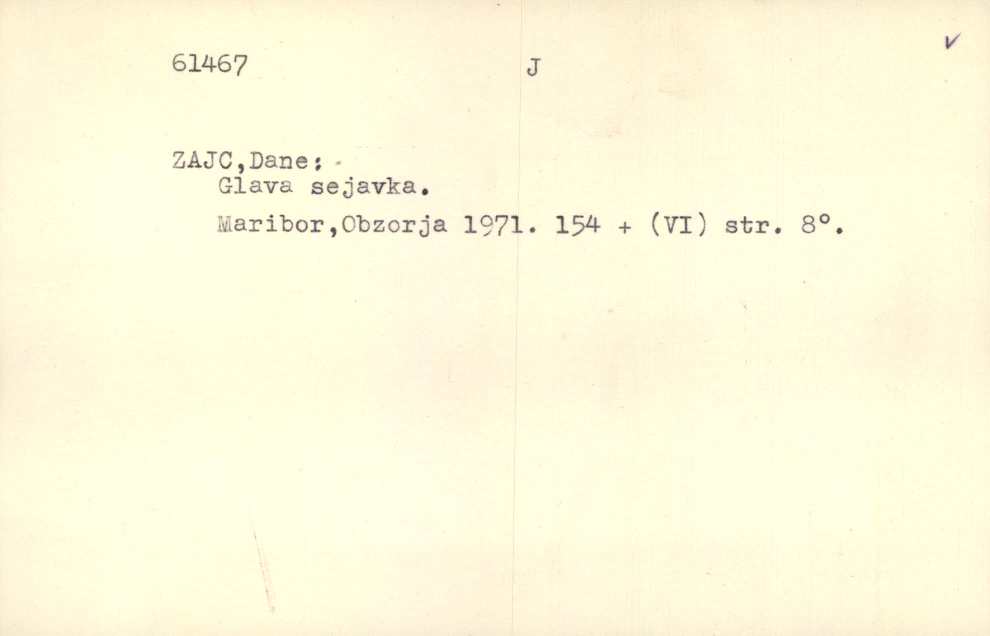 61467 J
ZAJC,Dane:
Glava sejavka.
Maribor,Obzorja 1971. 154 + (VI) str. 8°.